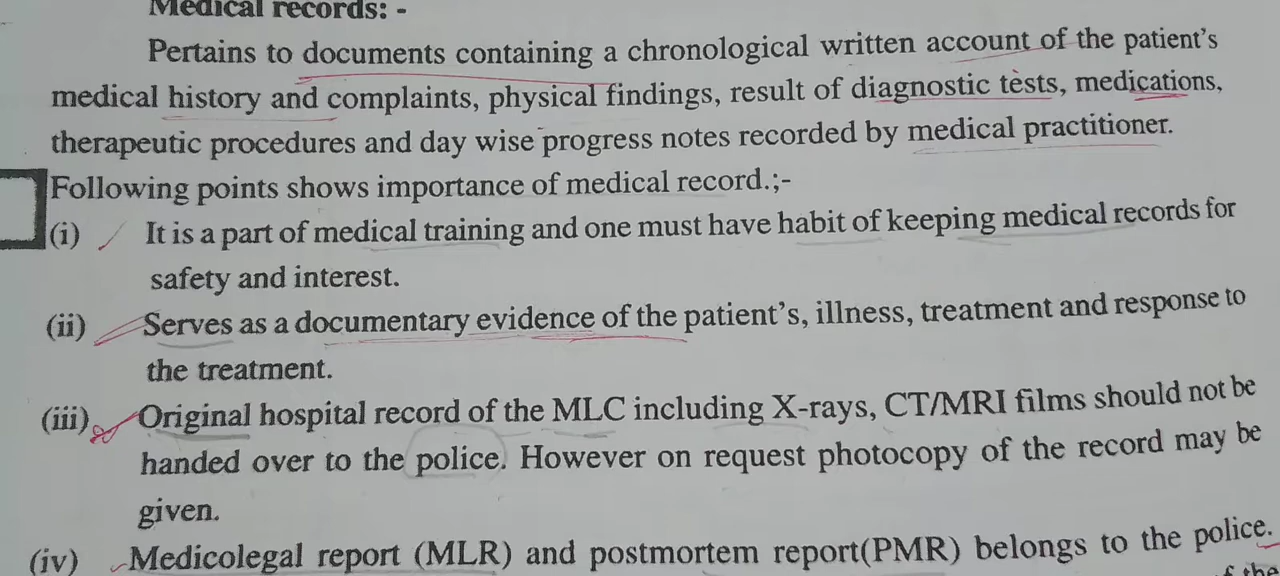 Medical records: -
Pertains to documents containing a chronological written account of the patient's
medical history and complaints, physical findings, result of diagnostic tests, medications,
therapeutic procedures and day wise progress notes recorded by medical practitioner.
Following points shows importance of medical record.;-
(i) It is a part of medical training and one must have habit of keeping medical records for
safety and interest.
(ii) Serves as a documentary evidence of the patient's, illness, treatment and response to
the treatment.
(iii) Original hospital record of the MLC including X-rays, CT/MRI films should not be
handed over to the police. However on request photocopy of the record may be
given.
(iv) Medicolegal report (MLR) and postmortem report(PMR) belongs to the police.